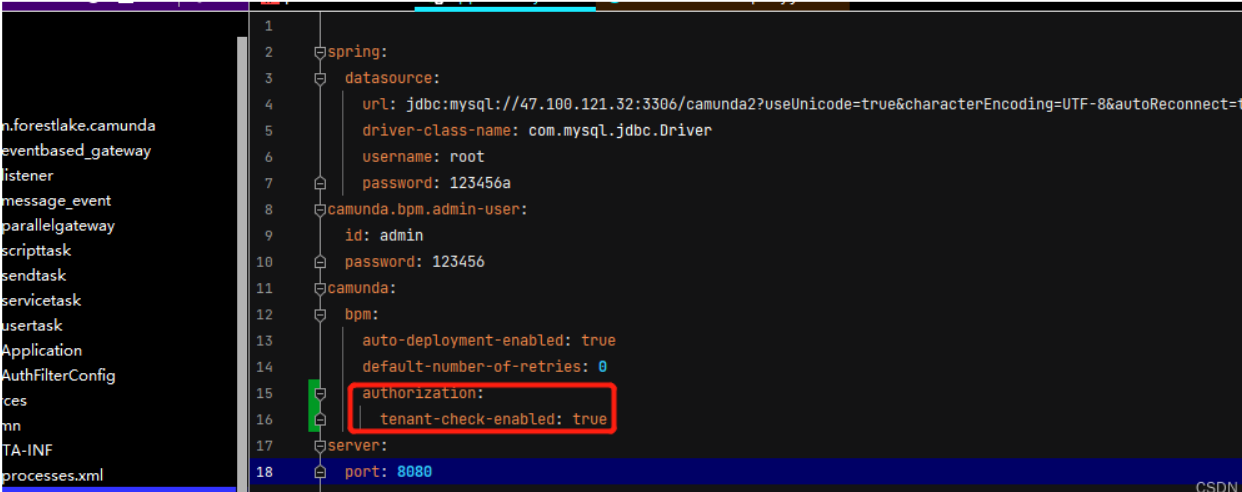 m.forestlake.camunda
eventbased_gateway
listener
message_event
parallelgateway
scripttask
sendtask
servicetask
usertask
Application
AuthFilterConfig
rces
mn
TA-INF
processes.xml
1
2 spring:
3 datasource:
4 url: jdbc:mysql://47.100.121.32:3306/camunda2?useUnicode=true&characterEncoding=UTF-8&autoReconnect=t
5 driver-class-name: com.mysql.jdbc.Driver
6 username: root
7 password: 123456a
8 camunda.bpm.admin-user:
9 id: admin
10 password: 123456
11 camunda:
12 bpm:
13 auto-deployment-enabled: true
14 default-number-of-retries: 0
15 authorization:
16 tenant-check-enabled: true
17 server:
18 port: 8080
CSDN